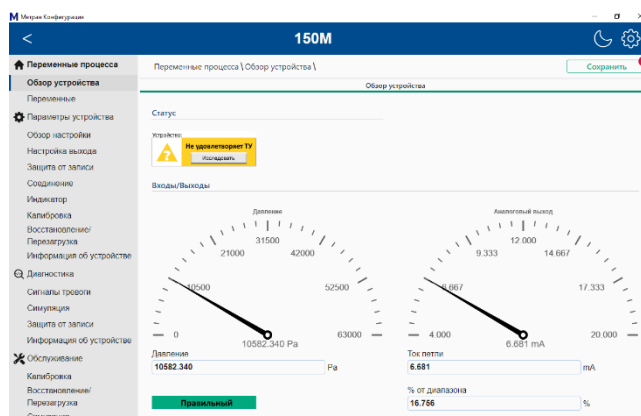 Метран Конфигурация
150М
Переменные процесса
Переменные процесса \ Обзор устройства \
Сохранить
Обзор устройства
Обзор устройства
Переменные
Параметры устройства
Статус
Обзор настройки
Устройство:
Не удовлетворяет ТУ
Настройка выхода
Исследовать
Защита от записи
Соединение
Входы/Выходы
Индикатор
Калибровка
Давление
Аналоговый выход
Восстановление/
Перезагрузка
31500
12.000
21000
42000
9.333
14.667
Информация об устройстве
Диагностика
10500
52500
6.667
17.333
Сигналы тревоги
Симуляция
Защита от записи
0
63000
4.000
20.000
Информация об устройстве
10582.340 Pa
6.681 mA
Обслуживание
Давление
Ток петли
10582.340
Pa
6.681
mA
Калибровка
Восстановление/
% от диапазона
Перезагрузка
Правильный
16.756
%